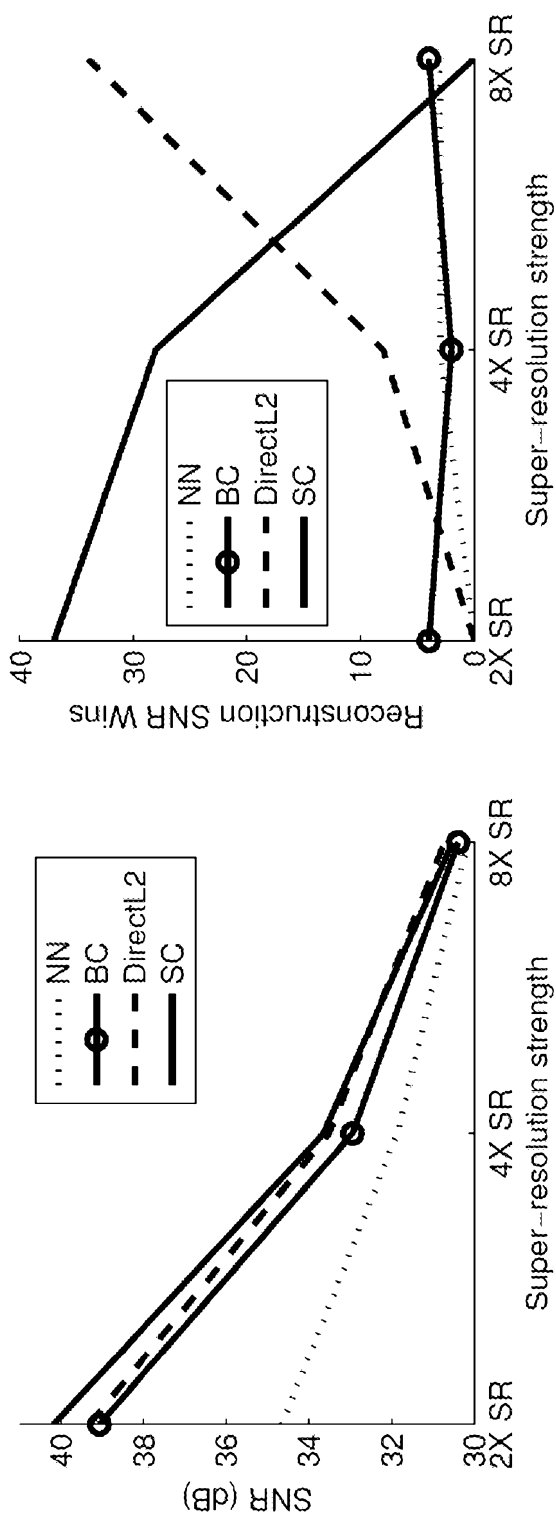 SNR (dB)
40
38
36
34
32
30
2X SR
4X SR
8X SR
Super-resolution strength
NN
BC
DirectL2
SC
Reconstruction SNR Wins
40
30
20
10
0
2X SR
4X SR
8X SR
Super-resolution strength
NN
BC
DirectL2
SC